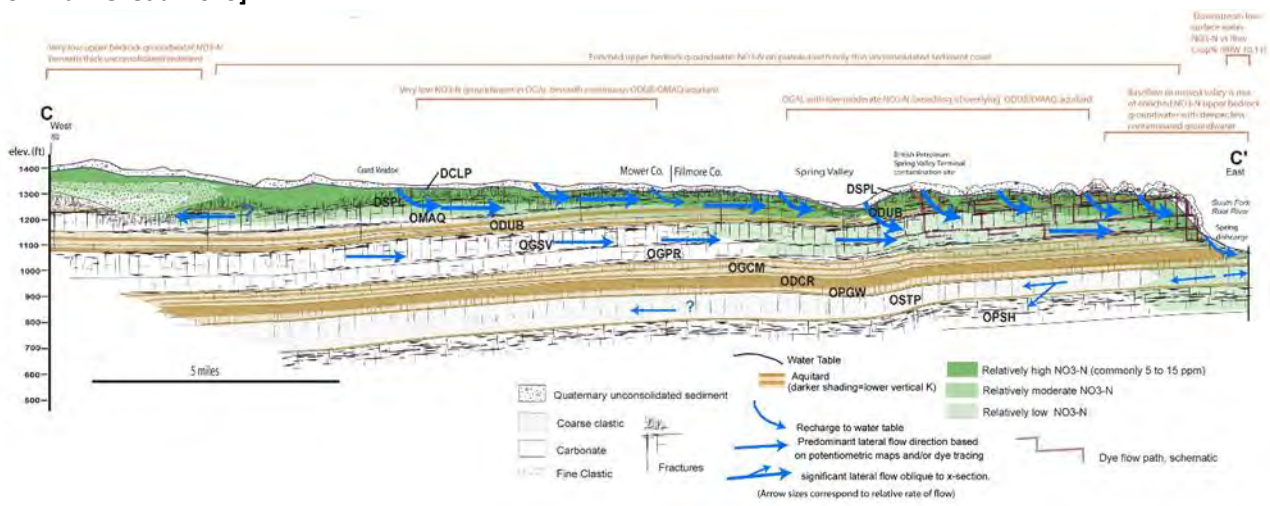 Very low upper bedrock groundwater NO3-N
beneath thick unconsolidated sediment
Enriched upper bedrock groundwater NO3-N on plateau with only thin unconsolidated sediment cover
Downstream low
surface water
NO3-N vs Row
Crop%
Very low NO3-N groundwater in OGAL beneath continuous ODUB/OMAQ aquitard
OGAL with low-moderate NO3-N, breaching of overlying ODUB/OMAQ aquitard
Baseflow in incised valley is mix
of enriched NO3-N upper bedrock
groundwater with deeper, less
contaminated groundwater
C
West
elev. (ft)
C'
East
1400
1300
1200
1100
1000
900
800
700
600
500
Grand Meadow
DCLP
Mower Co.
Fillmore Co.
Spring Valley
British Petroleum
Spring Valley Terminal
contamination site
DSPL
DSPL
OMAQ
ODUB
ODUB
South Fork
Root River
Spring
discharge
?
OGSV
OGPR
OGCM
ODCR
OPGW
OSTP
OPSH
?
5 miles
Quaternary unconsolidated sediment
Coarse clastic
Carbonate
Fine Clastic
Fractures
Water Table
Aquitard
(darker shading=lower vertical K)
Recharge to water table
Predominant lateral flow direction based
on potentiometric maps and/or dye tracing
significant lateral flow oblique to x-section.
(Arrow sizes correspond to relative rate of flow)
Relatively high NO3-N (commonly 5 to 15 ppm)
Relatively moderate NO3-N
Relatively low NO3-N
Dye flow path, schematic